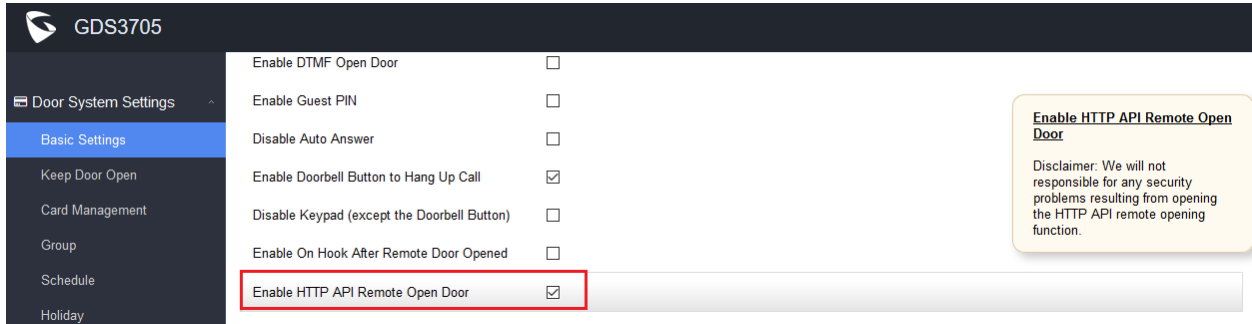 GDS3705
Door System Settings
Basic Settings
Keep Door Open
Card Management
Group
Schedule
Holiday
Enable DTMF Open Door
Enable Guest PIN
Disable Auto Answer
Enable Doorbell Button to Hang Up Call
Disable Keypad (except the Doorbell Button)
Enable On Hook After Remote Door Opened
Enable HTTP API Remote Open Door
Enable HTTP API Remote Open
Door
Disclaimer: We will not
responsible for any security
problems resulting from opening
the HTTP API remote opening
function.